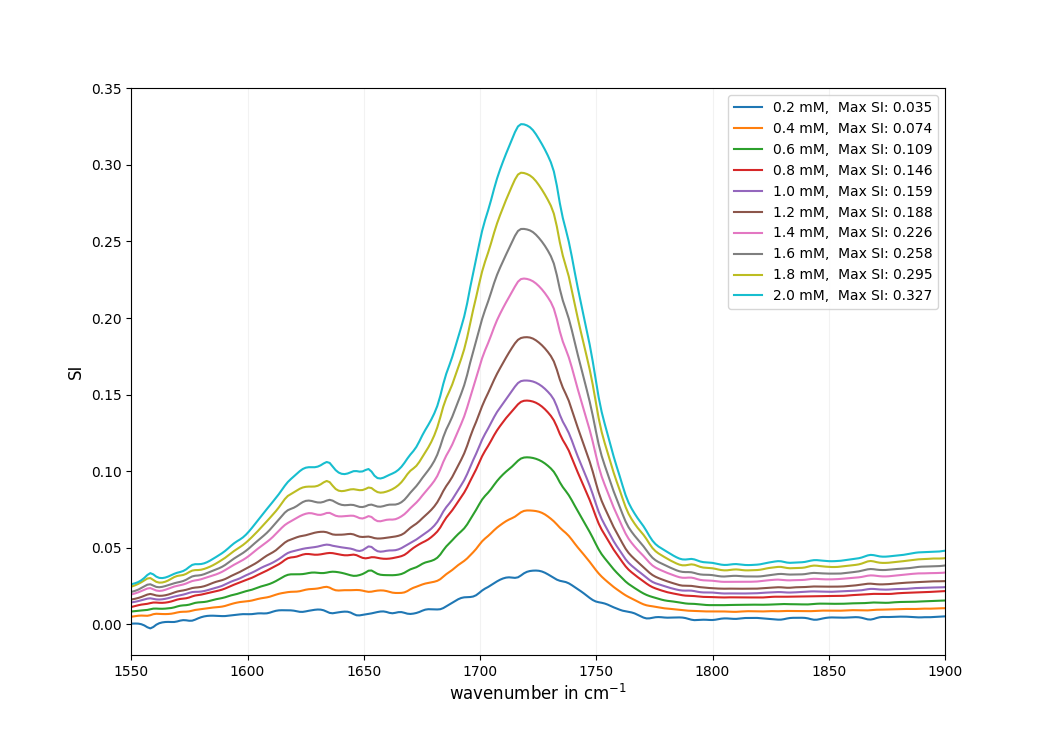 0.35
0.30
0.25
0.20
0.15
0.10
0.05
0.00
SI
1550 1600 1650 1700 1750 1800 1850 1900
wavenumber in cm⁻¹
0.2 mM, Max SI: 0.035
0.4 mM, Max SI: 0.074
0.6 mM, Max SI: 0.109
0.8 mM, Max SI: 0.146
1.0 mM, Max SI: 0.159
1.2 mM, Max SI: 0.188
1.4 mM, Max SI: 0.226
1.6 mM, Max SI: 0.258
1.8 mM, Max SI: 0.295
2.0 mM, Max SI: 0.327